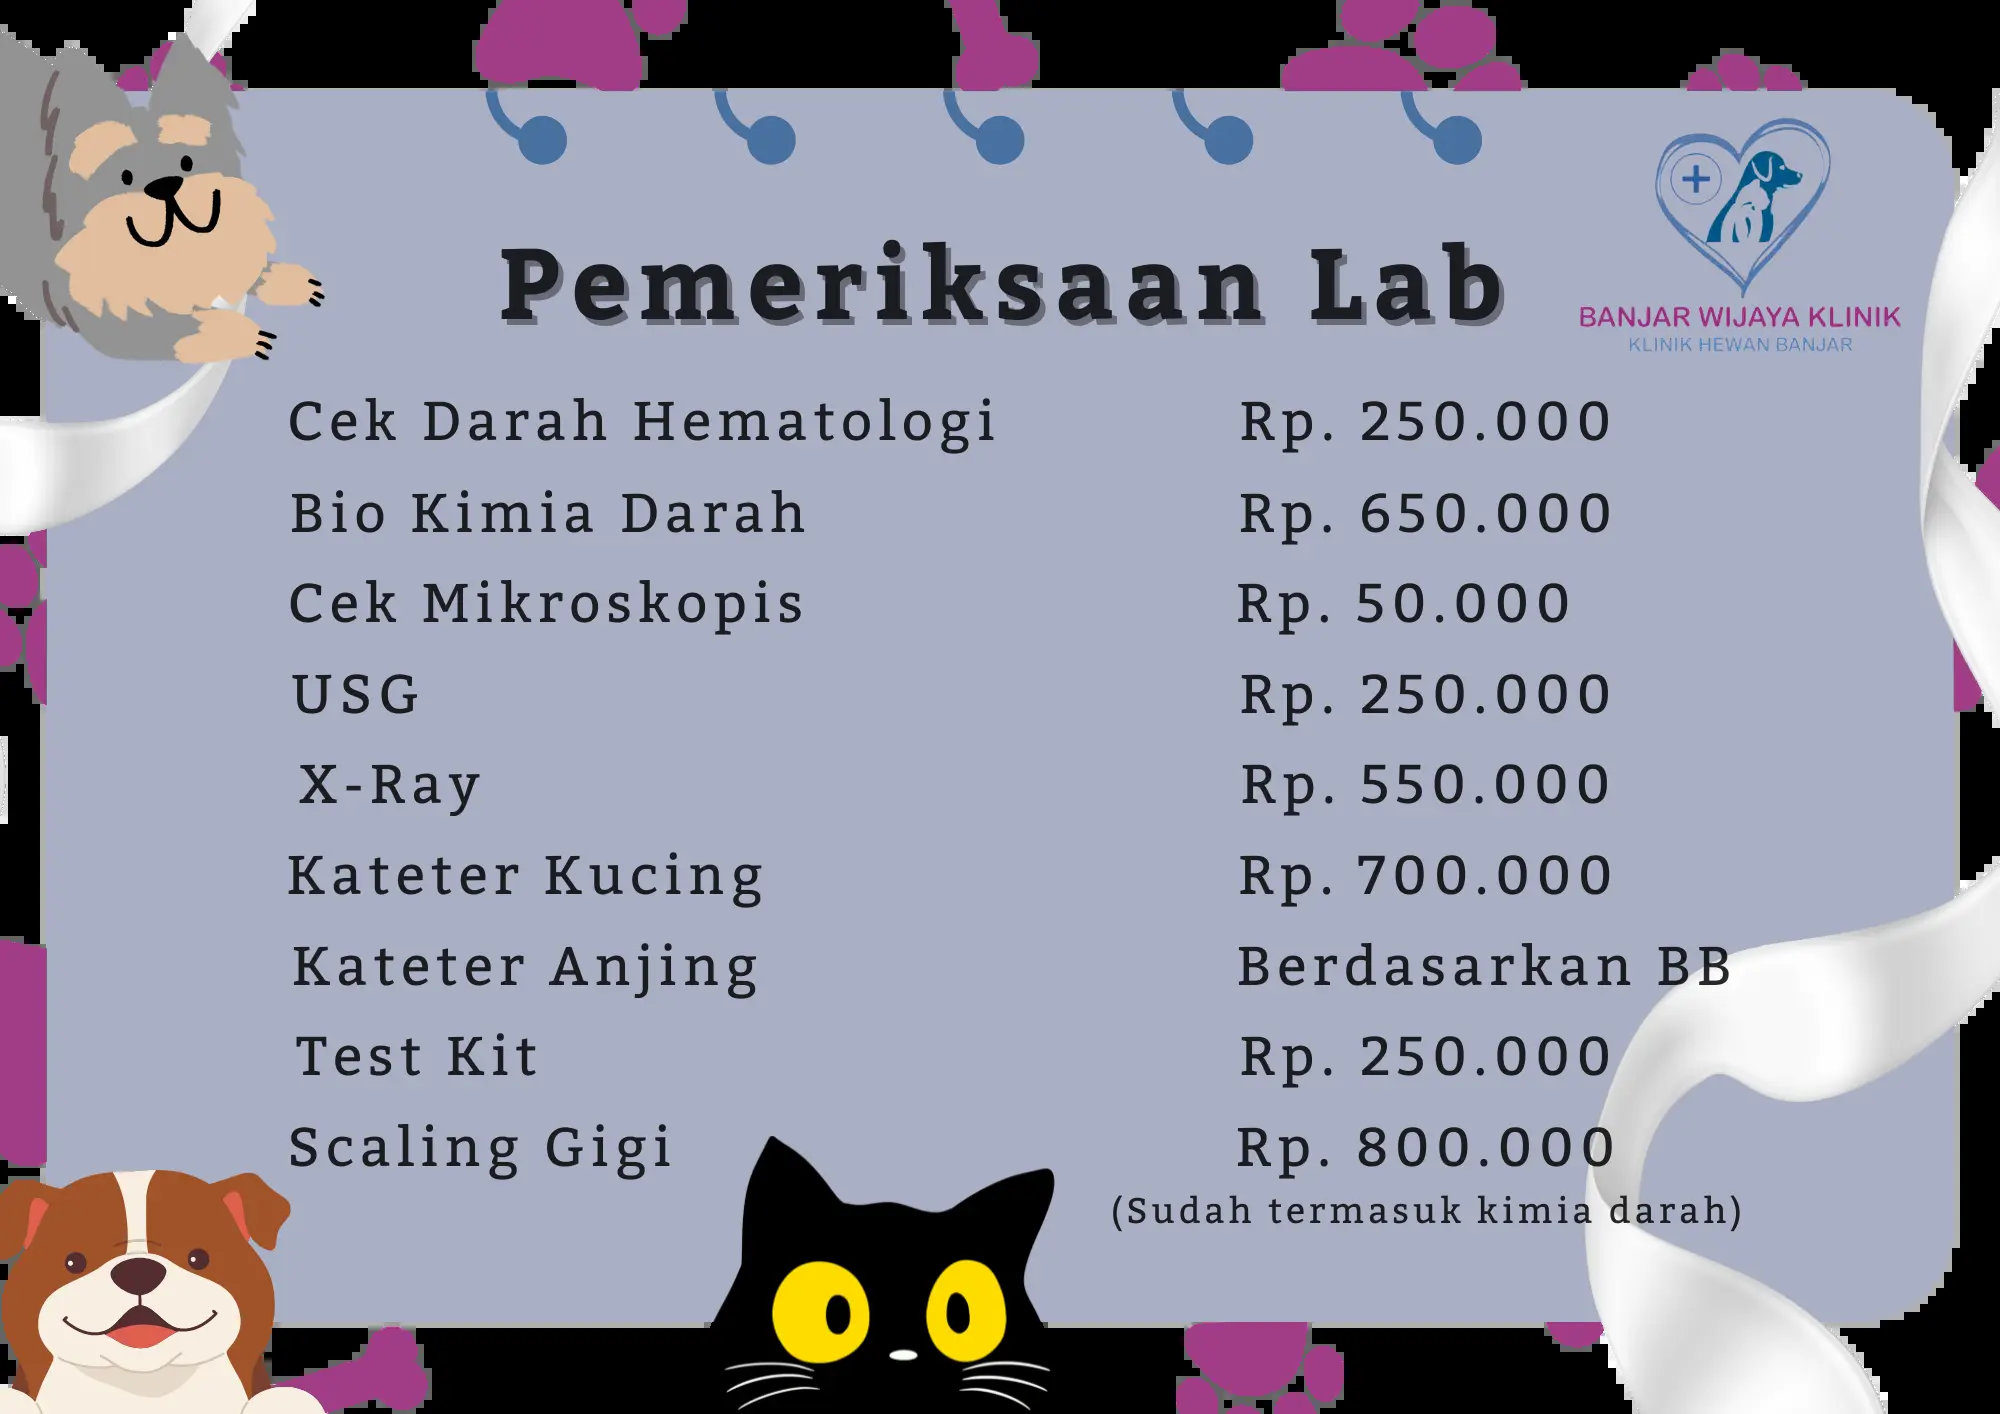 Pemeriksaan Lab
BANJAR WIJAYA KLINIK
KLINIK HEWAN BANJAR
Cek Darah Hematologi Rp. 250.000
Bio Kimia Darah Rp. 650.000
Cek Mikroskopis Rp. 50.000
USG Rp. 250.000
X-Ray Rp. 550.000
Kateter Kucing Rp. 700.000
Kateter Anjing Berdasarkan BB
Test Kit Rp. 250.000
Scaling Gigi Rp. 800.000
(Sudah termasuk kimia darah)